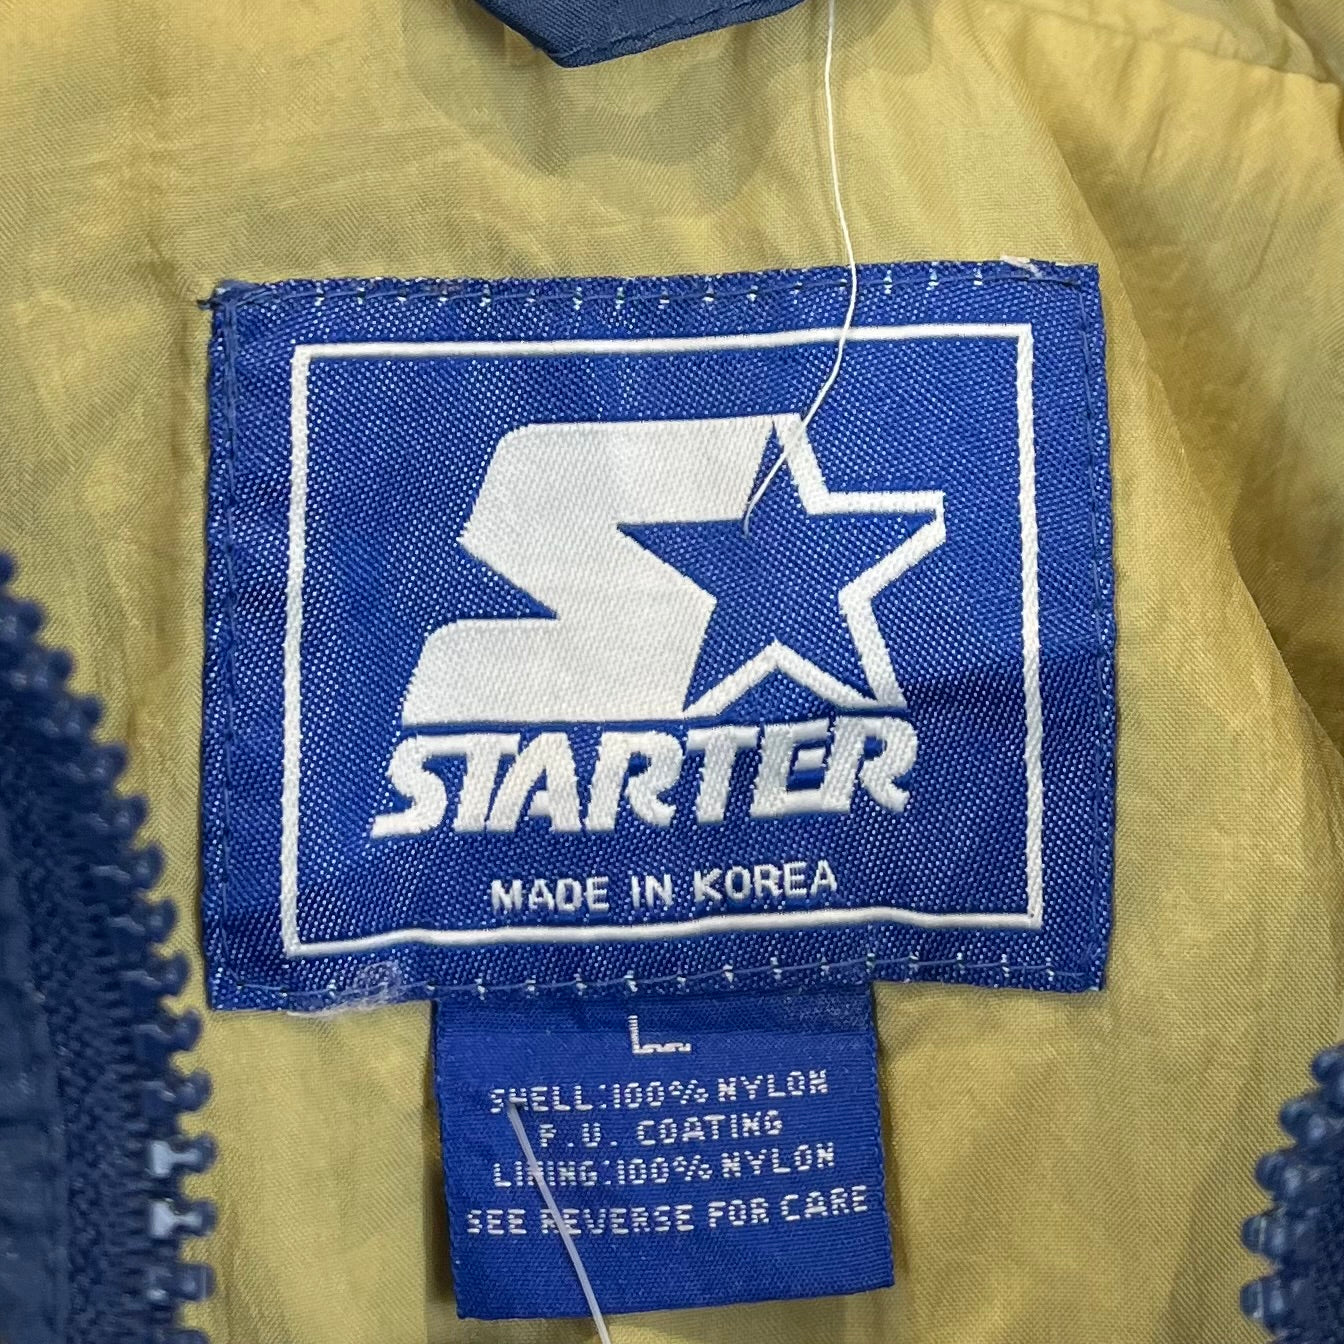 STARTER
MADE IN KOREA
L
SHELL:100% NYLON
P.U. COATING
LINING:100% NYLON
SEE REVERSE FOR CARE